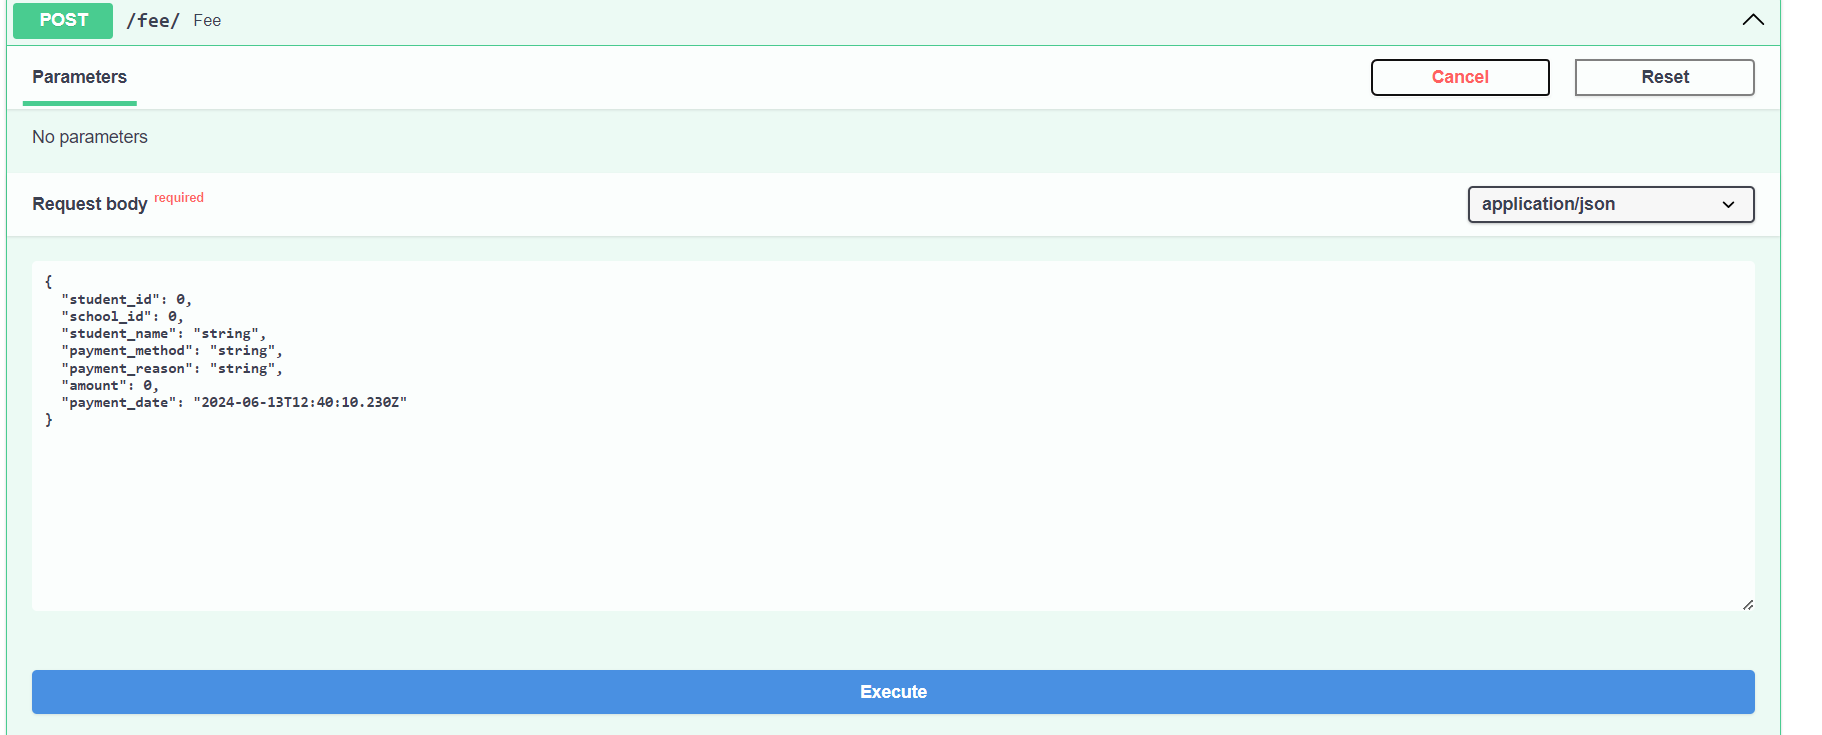 POST /fee/ Fee
Parameters
Cancel
Reset
No parameters
Request body required
application/json
{
  "student_id": 0,
  "school_id": 0,
  "student_name": "string",
  "payment_method": "string",
  "payment_reason": "string",
  "amount": 0,
  "payment_date": "2024-06-13T12:40:10.230Z"
}
Execute